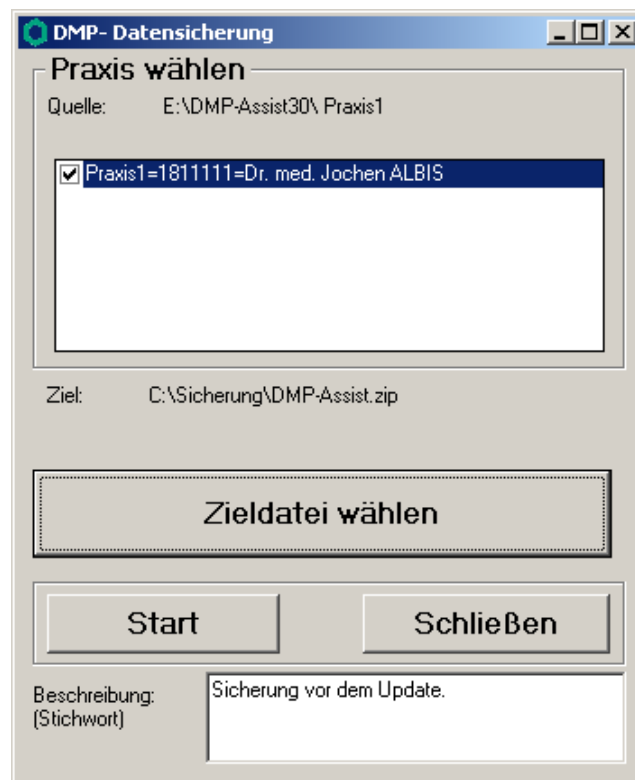 DMP- Datensicherung
Praxis wählen
Quelle: E:\DMP-Assist30\ Praxis1
Praxis1=1811111=Dr. med. Jochen ALBIS
Ziel: C:\Sicherung\DMP-Assist.zip
Zieldatei wählen
Start Schließen
Beschreibung: Sicherung vor dem Update.
(Stichwort)